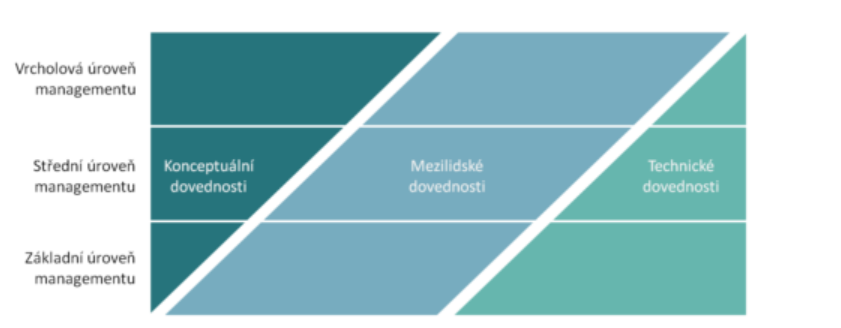 Vrcholová úroveň
managementu
Střední úroveň
managementu
Konceptuální
dovednosti
Mezilidské
dovednosti
Technické
dovednosti
Základní úroveň
managementu